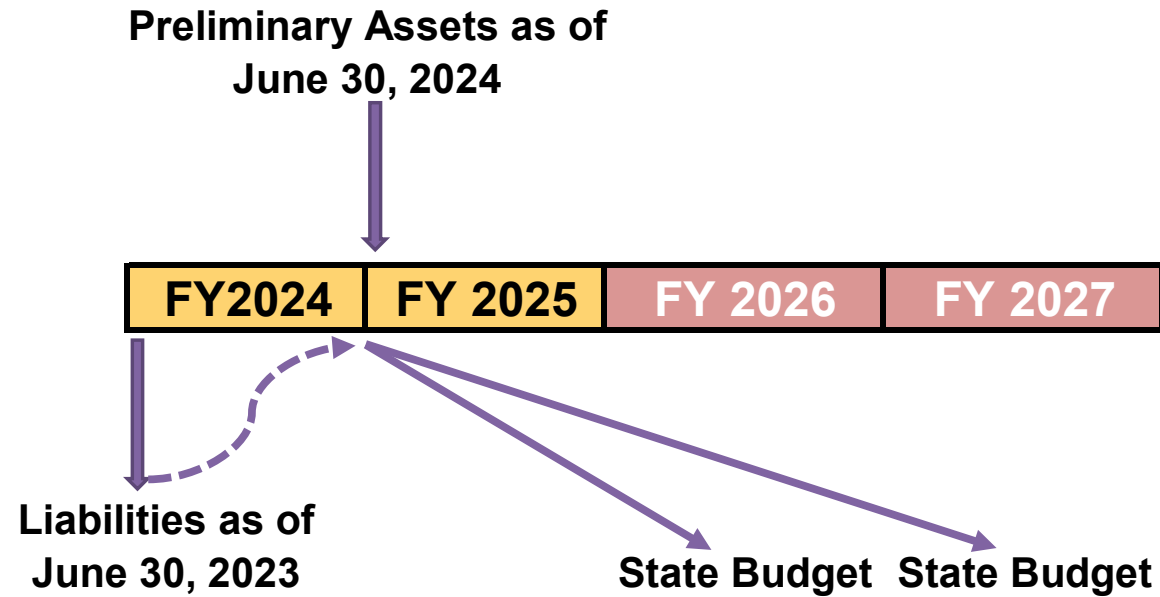 Preliminary Assets as of
June 30, 2024
FY2024 FY 2025 FY 2026 FY 2027
Liabilities as of
June 30, 2023
State Budget State Budget